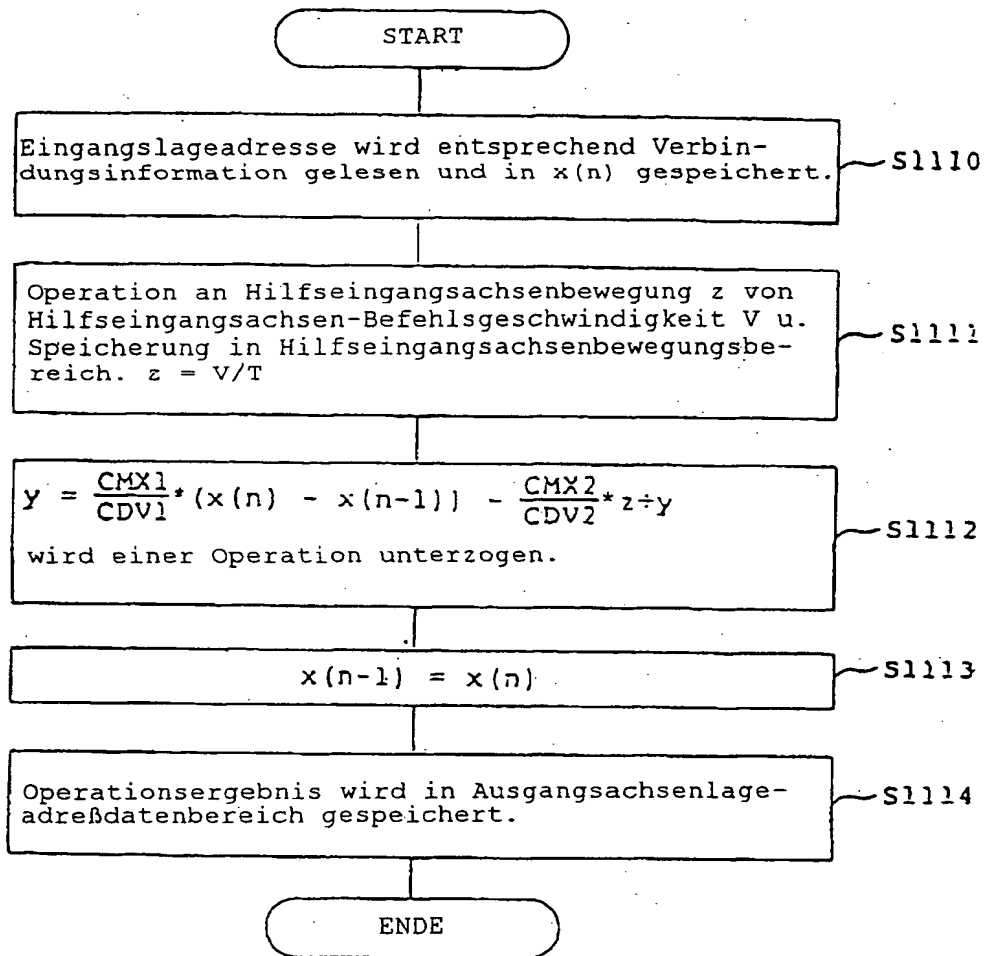 START
Eingangslageadresse wird entsprechend Verbin-
dungsinformation gelesen und in x(n) gespeichert.
S1110
Operation an Hilfseingangsachsenbewegung z von
Hilfseingangsachsen-Befehlsgeschwindigkeit V u.
Speicherung in Hilfseingangsachsenbewegungsbe-
reich. z = V/T
S1111
y = CMX1/CDV1 * (x(n) - x(n-1)) - CMX2/CDV2 * z÷y
wird einer Operation unterzogen.
S1112
x(n-1) = x(n)
S1113
Operationsergebnis wird in Ausgangsachsenlage-
adreßdatenbereich gespeichert.
S1114
ENDE